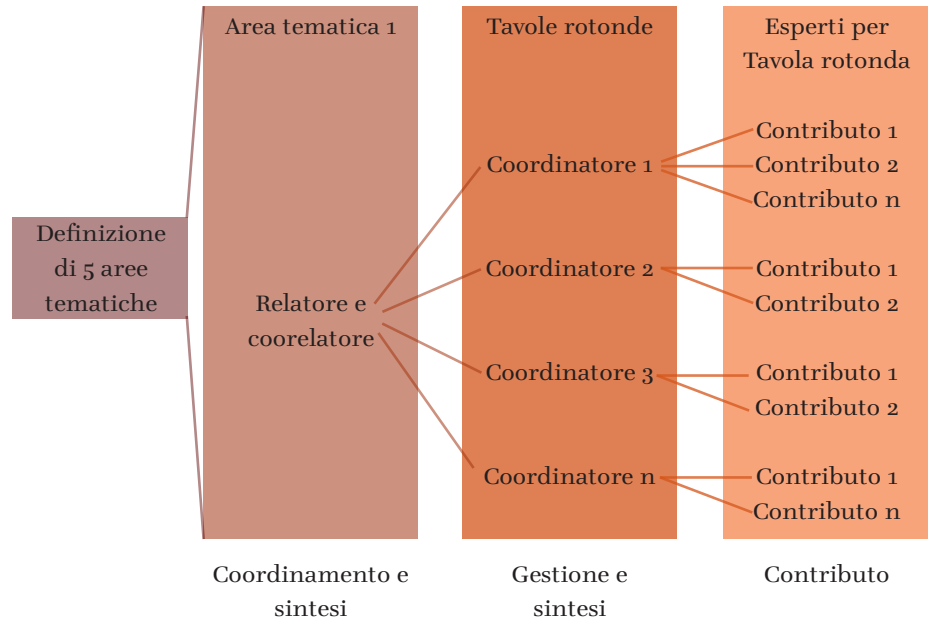 Definizione
di 5 aree
tematiche
Area tematica 1
Relatore e
coorelatore
Coordinamento e
sintesi
Tavole rotonde
Coordinatore 1
Coordinatore 2
Coordinatore 3
Coordinatore n
Gestione e
sintesi
Esperti per
Tavola rotonda
Contributo 1
Contributo 2
Contributo n
Contributo 1
Contributo 2
Contributo 1
Contributo 2
Contributo 1
Contributo n
Contributo